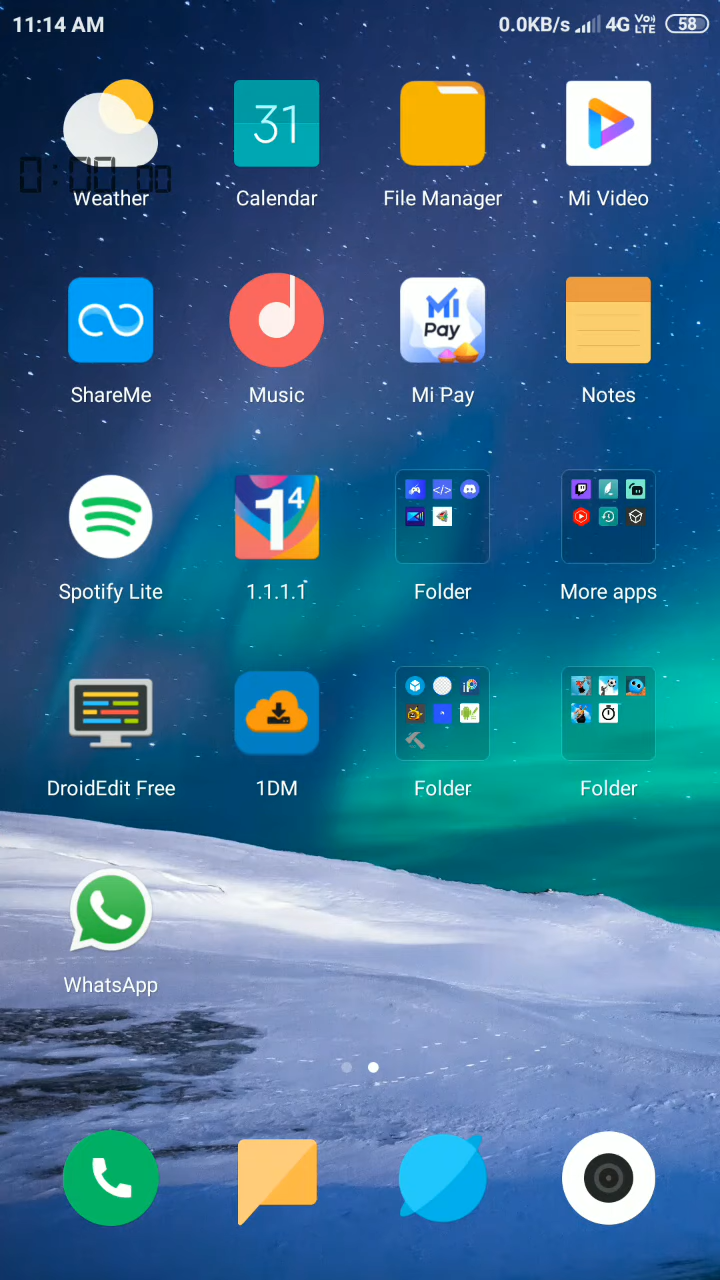 11:14 AM
0.0KB/s 4G Vo)) LTE 58
31
0:00 00
Weather Calendar File Manager Mi Video
Mi Pay
ShareMe Music Mi Pay Notes
1 4
</>
Spotify Lite 1.1.1.1 Folder More apps
DroidEdit Free 1DM Folder Folder
WhatsApp